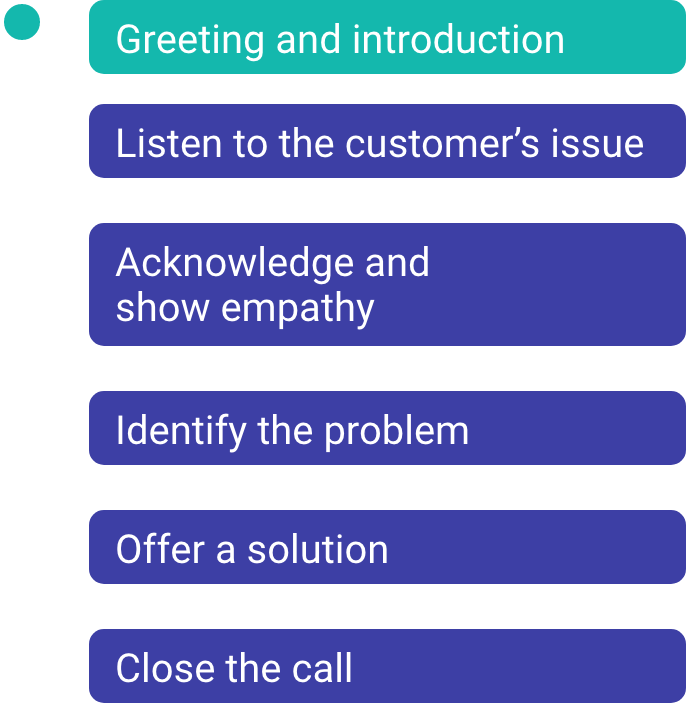 Greeting and introduction
Listen to the customer’s issue
Acknowledge and
show empathy
Identify the problem
Offer a solution
Close the call